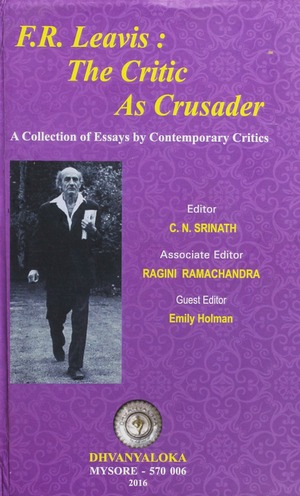 F.R. Leavis :
The Critic
As Crusader
A Collection of Essays by Contemporary Critics
Editor
C. N. SRINATH
Associate Editor
RAGINI RAMACHANDRA
Guest Editor
Emily Holman
DHVANYALOKA
MYSORE - 570 006
2016